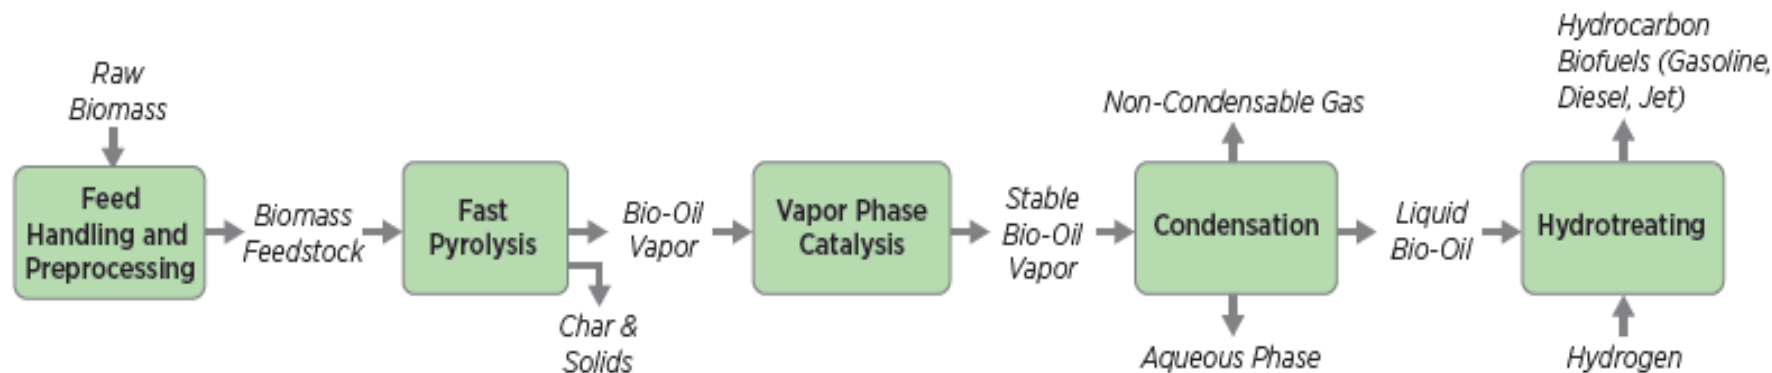 Raw
Biomass
Feed
Handling and
Preprocessing
Biomass
Feedstock
Fast
Pyrolysis
Char &
Solids
Bio-Oil
Vapor
Vapor Phase
Catalysis
Stable
Bio-Oil
Vapor
Non-Condensable Gas
Condensation
Aqueous Phase
Liquid
Bio-Oil
Hydrocarbon
Biofuels (Gasoline,
Diesel, Jet)
Hydrotreating
Hydrogen